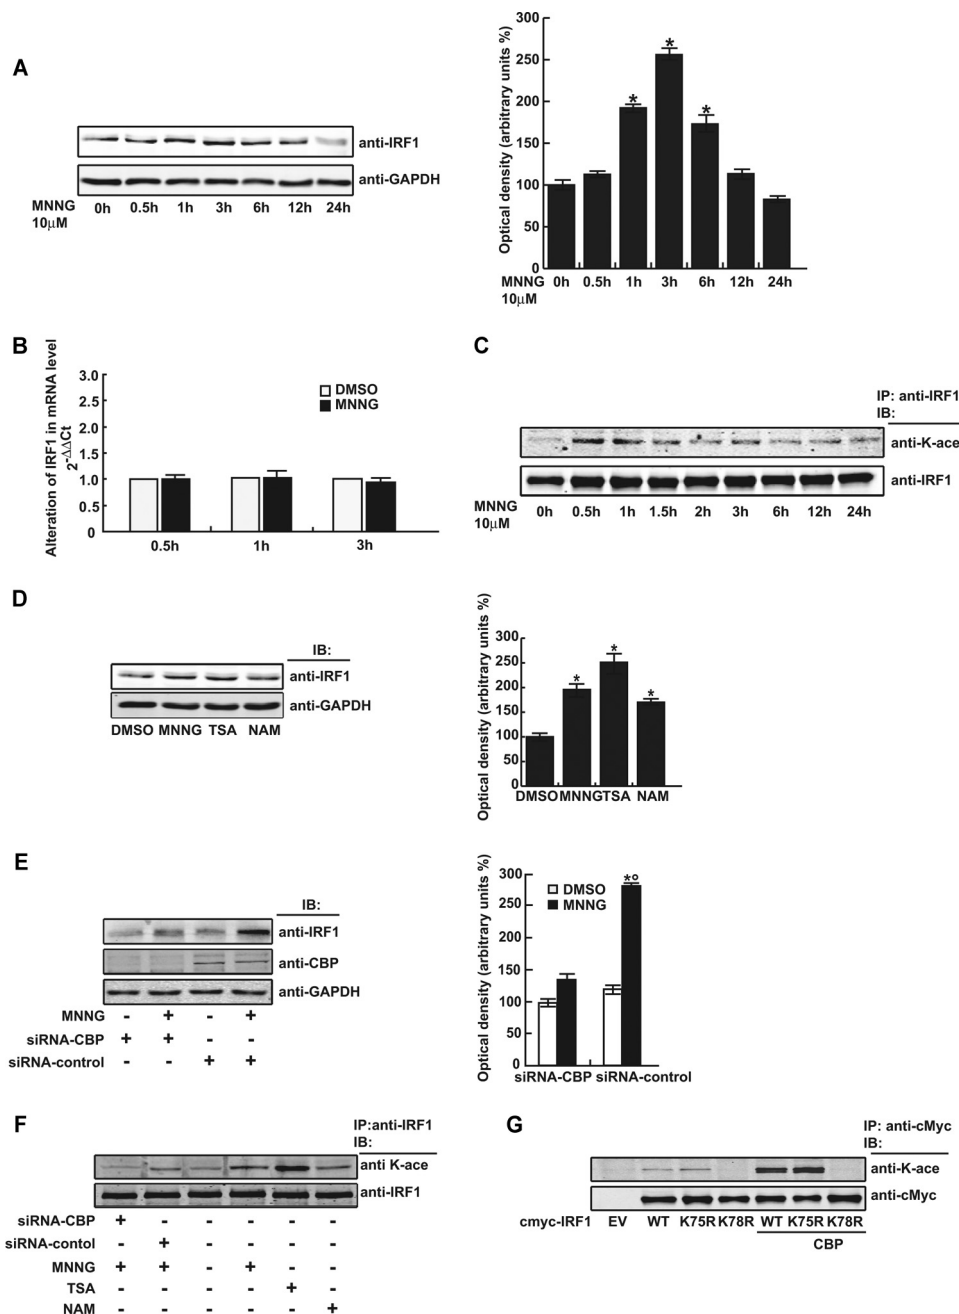 A
anti-IRF1
anti-GAPDH
MNNG 0h 0.5h 1h 3h 6h 12h 24h
10μM
Optical density (arbitrary units %)
300
250
200
150
100
50
0
* * *
MNNG 0h 0.5h 1h 3h 6h 12h 24h
10μM
B
Alteration of IRF1 in mRNA level
2-ΔΔCt
3.0
2.5
2.0
1.5
1.0
0.5
0
DMSO
MNNG
0.5h 1h 3h
C
IP: anti-IRF1
IB:
anti-K-ace
anti-IRF1
MNNG 0h 0.5h 1h 1.5h 2h 3h 6h 12h 24h
10μM
D
IB:
anti-IRF1
anti-GAPDH
DMSO MNNG TSA NAM
Optical density (arbitrary units %)
300
250
200
150
100
50
0
* * *
DMSO MNNG TSA NAM
E
IB:
anti-IRF1
anti-CBP
anti-GAPDH
MNNG - + - +
siRNA-CBP + + - -
siRNA-control - - + +
Optical density (arbitrary units %)
300
250
200
150
100
50
0
DMSO
MNNG
*°
siRNA-CBP siRNA-control
F
IP:anti-IRF1
IB:
anti K-ace
anti-IRF1
siRNA-CBP + - - - - -
siRNA-contol - + - - - -
MNNG + + - + - -
TSA - - - - + -
NAM - - - - - +
G
IP: anti-cMyc
IB:
anti-K-ace
anti-cMyc
cmyc-IRF1 EV WT K75R K78R WT K75R K78R
CBP